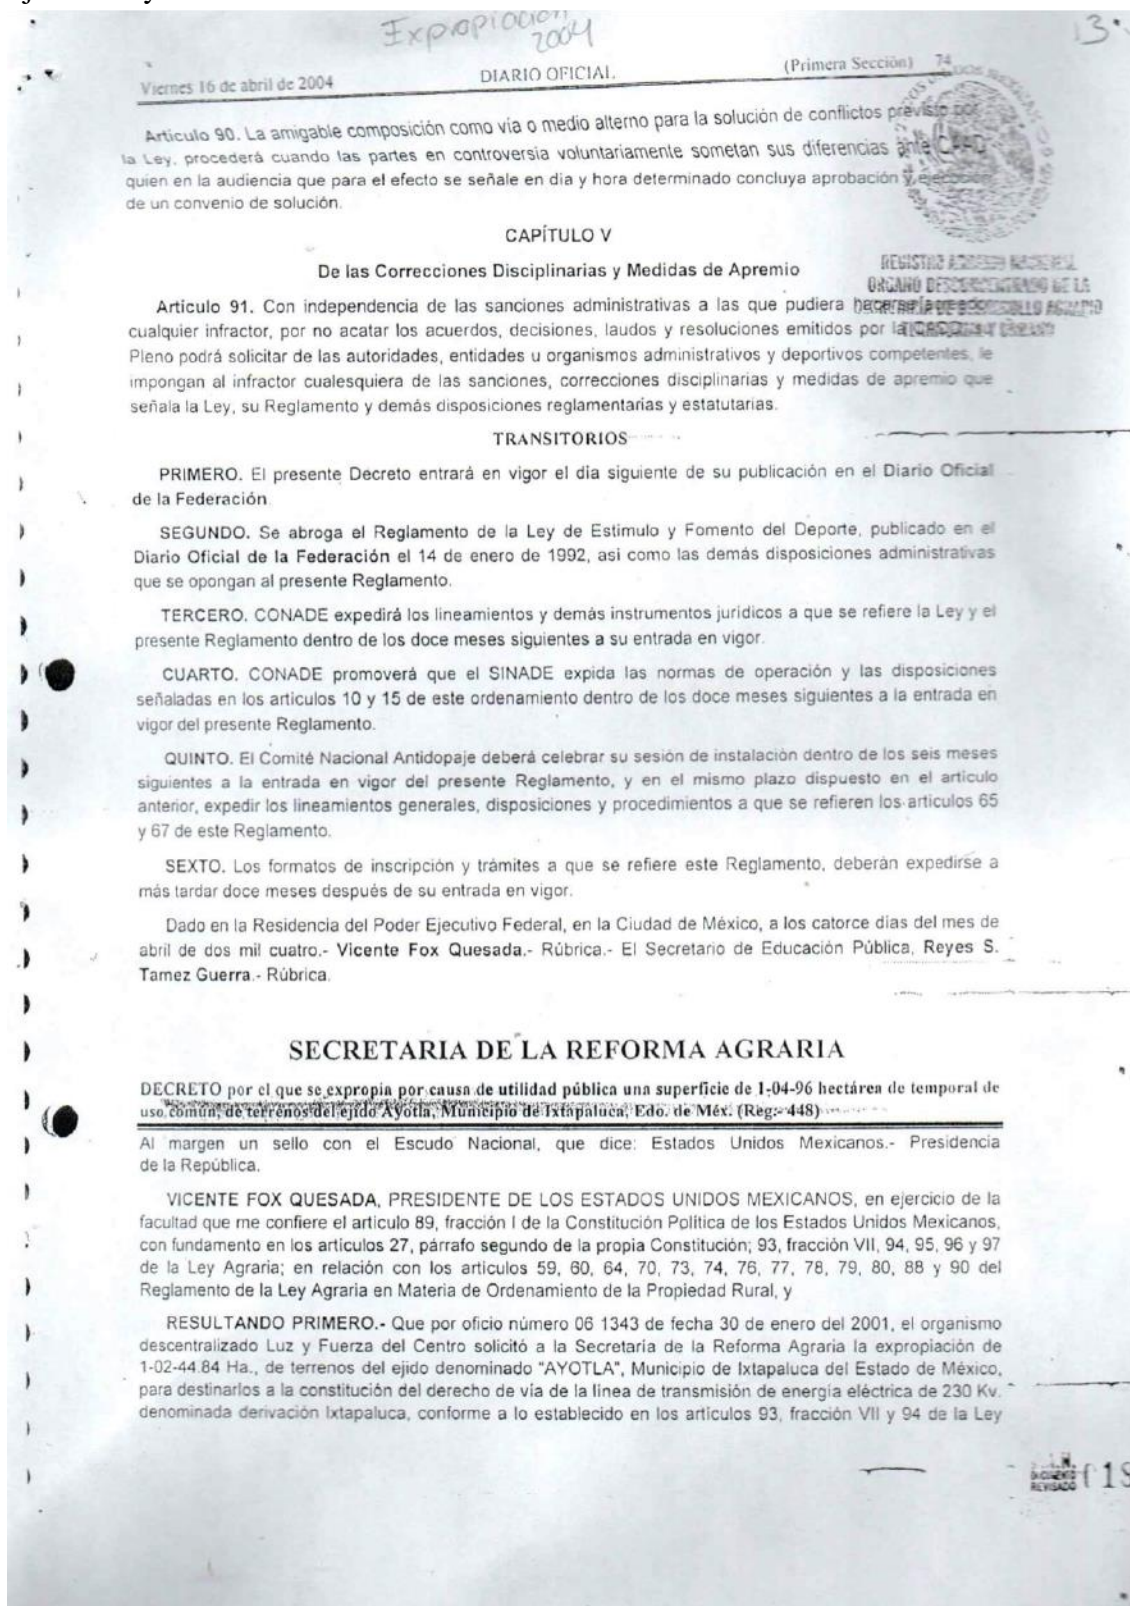 Expropiación
2004
13.
Viernes 16 de abril de 2004 DIARIO OFICIAL (Primera Sección) 74
Artículo 90. La amigable composición como vía o medio alterno para la solución de conflictos previsto por
la Ley, procederá cuando las partes en controversia voluntariamente sometan sus diferencias ante CAAD
quien en la audiencia que para el efecto se señale en día y hora determinado concluya aprobación y ejecución
de un convenio de solución.
CAPÍTULO V
De las Correcciones Disciplinarias y Medidas de Apremio
REGISTRO AGRARIO NACIONAL
Artículo 91. Con independencia de las sanciones administrativas a las que pudiera hacerse acreedor
cualquier infractor, por no acatar los acuerdos, decisiones, laudos y resoluciones emitidos por la
Pleno podrá solicitar de las autoridades, entidades u organismos administrativos y deportivos competentes, le
impongan al infractor cualesquiera de las sanciones, correcciones disciplinarias y medidas de apremio que
señala la Ley, su Reglamento y demás disposiciones reglamentarias y estatutarias.
TRANSITORIOS
PRIMERO. El presente Decreto entrará en vigor el día siguiente de su publicación en el Diario Oficial
de la Federación
SEGUNDO. Se abroga el Reglamento de la Ley de Estimulo y Fomento del Deporte, publicado en el
Diario Oficial de la Federación el 14 de enero de 1992, asi como las demás disposiciones administrativas
que se opongan al presente Reglamento.
TERCERO. CONADE expedirá los lineamientos y demás instrumentos jurídicos a que se refiere la Ley y el
presente Reglamento dentro de los doce meses siguientes a su entrada en vigor.
CUARTO. CONADE promoverá que el SINADE expida las normas de operación y las disposiciones
señaladas en los artículos 10 y 15 de este ordenamiento dentro de los doce meses siguientes a la entrada en
vigor del presente Reglamento.
QUINTO. El Comité Nacional Antidopaje deberá celebrar su sesión de instalación dentro de los seis meses
siguientes a la entrada en vigor del presente Reglamento, y en el mismo plazo dispuesto en el artículo
anterior, expedir los lineamientos generales, disposiciones y procedimientos a que se refieren los artículos 65
y 67 de este Reglamento.
SEXTO. Los formatos de inscripción y trámites a que se refiere este Reglamento, deberán expedirse a
más tardar doce meses después de su entrada en vigor.
Dado en la Residencia del Poder Ejecutivo Federal, en la Ciudad de México, a los catorce días del mes de
abril de dos mil cuatro.- Vicente Fox Quesada.- Rúbrica.- El Secretario de Educación Pública, Reyes S.
Tamez Guerra.- Rúbrica.
SECRETARIA DE LA REFORMA AGRARIA
DECRETO por el que se expropia por causa de utilidad pública una superficie de 1-04-96 hectárea de temporal de
uso común, de terrenos del ejido Ayotla, Municipio de Ixtapaluca, Edo. de Méx. (Reg.- 448)
Al margen un sello con el Escudo Nacional, que dice: Estados Unidos Mexicanos.- Presidencia
de la República.
VICENTE FOX QUESADA, PRESIDENTE DE LOS ESTADOS UNIDOS MEXICANOS, en ejercicio de la
facultad que me confiere el artículo 89, fracción I de la Constitución Política de los Estados Unidos Mexicanos,
con fundamento en los artículos 27, párrafo segundo de la propia Constitución; 93, fracción VII, 94, 95, 96 y 97
de la Ley Agraria; en relación con los artículos 59, 60, 64, 70, 73, 74, 76, 77, 78, 79, 80, 88 y 90 del
Reglamento de la Ley Agraria en Materia de Ordenamiento de la Propiedad Rural, y
RESULTANDO PRIMERO.- Que por oficio número 06 1343 de fecha 30 de enero del 2001, el organismo
descentralizado Luz y Fuerza del Centro solicitó a la Secretaría de la Reforma Agraria la expropiación de
1-02-44.84 Ha., de terrenos del ejido denominado "AYOTLA", Municipio de Ixtapaluca del Estado de México,
para destinarlos a la constitución del derecho de vía de la línea de transmisión de energía eléctrica de 230 Kv.
denominada derivación Ixtapaluca, conforme a lo establecido en los artículos 93, fracción VII y 94 de la Ley
REVISADO